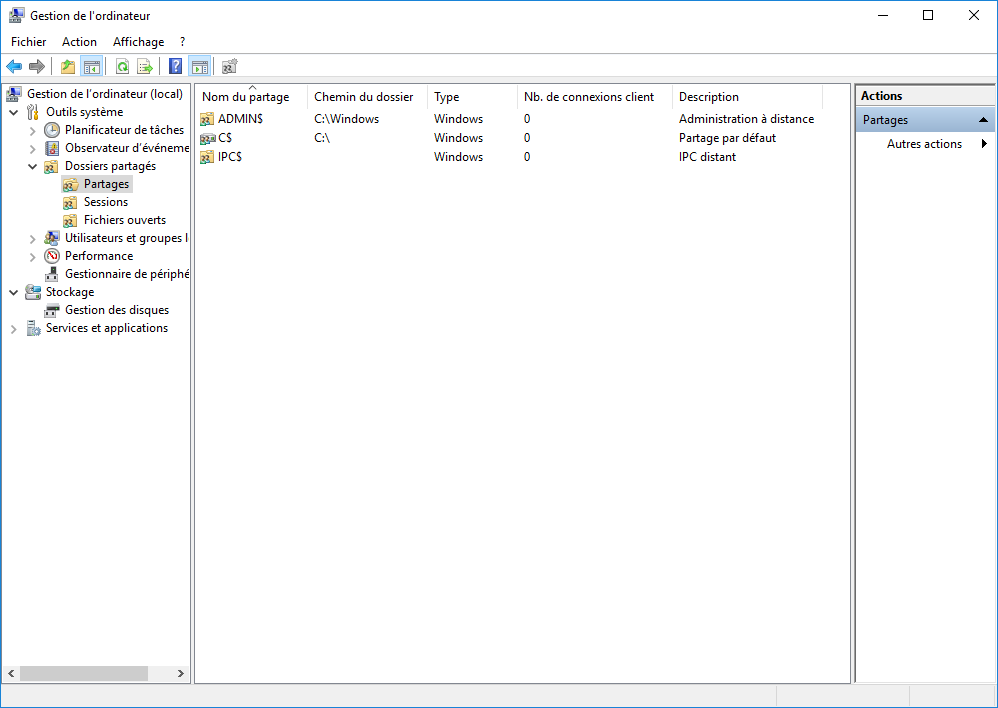 Gestion de l'ordinateur
Fichier Action Affichage ?
Gestion de l'ordinateur (local)
Outils système
Planificateur de tâches
Observateur d'événeme
Dossiers partagés
Partages
Sessions
Fichiers ouverts
Utilisateurs et groupes l
Performance
Gestionnaire de périphé
Stockage
Gestion des disques
Services et applications
Nom du partage Chemin du dossier Type Nb. de connexions client Description
ADMIN$ C:\Windows Windows 0 Administration à distance
C$ C:\ Windows 0 Partage par défaut
IPC$ Windows 0 IPC distant
Actions
Partages
Autres actions